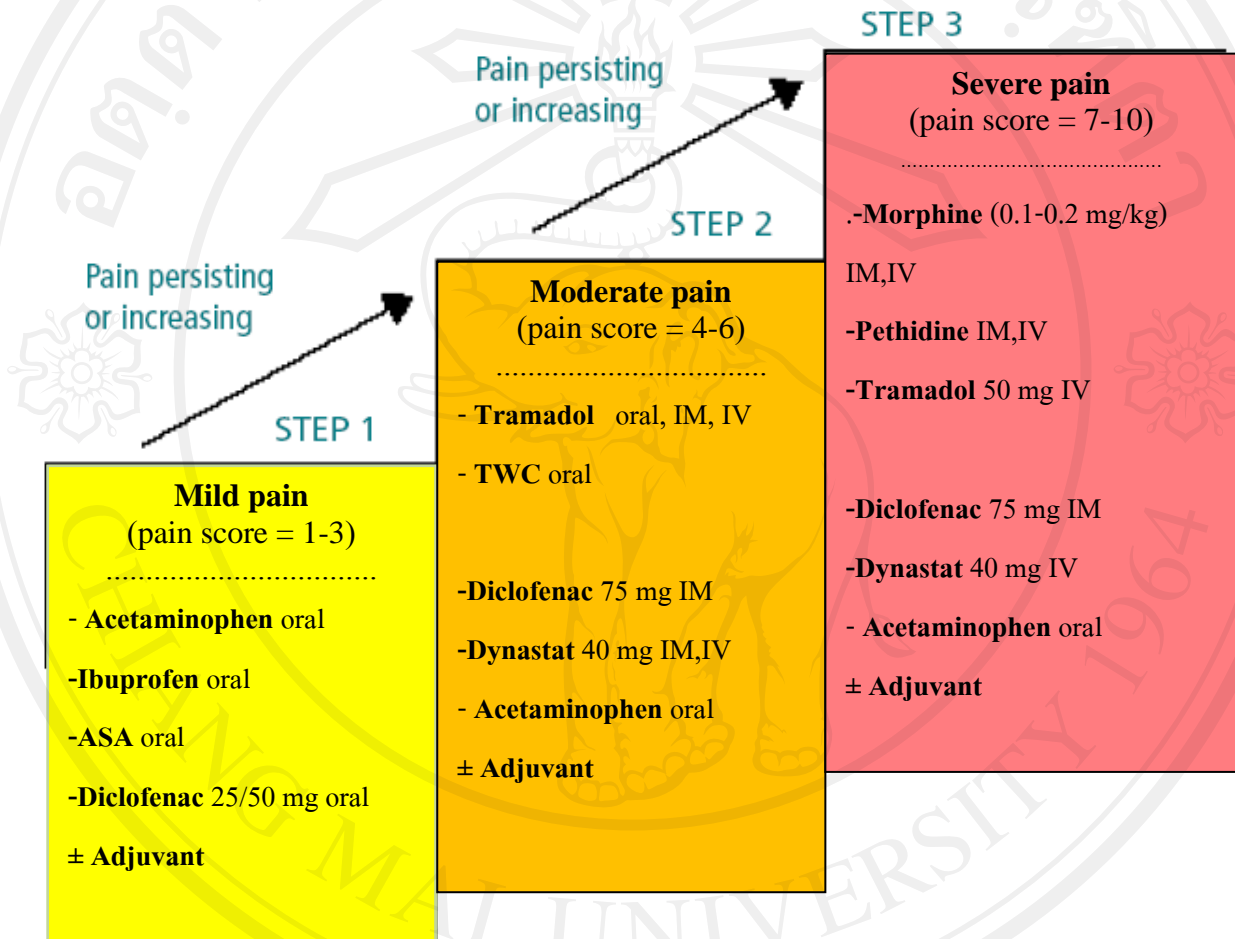 STEP 3
Pain persisting
or increasing
Severe pain
(pain score = 7-10)
............................................
.-Morphine (0.1-0.2 mg/kg)
IM,IV
-Pethidine IM,IV
-Tramadol 50 mg IV
-Diclofenac 75 mg IM
-Dynastat 40 mg IV
- Acetaminophen oral
± Adjuvant
STEP 2
Pain persisting
or increasing
Moderate pain
(pain score = 4-6)
..................................
- Tramadol oral, IM, IV
- TWC oral
-Diclofenac 75 mg IM
-Dynastat 40 mg IM,IV
- Acetaminophen oral
± Adjuvant
STEP 1
Mild pain
(pain score = 1-3)
..................................
- Acetaminophen oral
-Ibuprofen oral
-ASA oral
-Diclofenac 25/50 mg oral
± Adjuvant
CHIANG MAI UNIVERSITY 1964